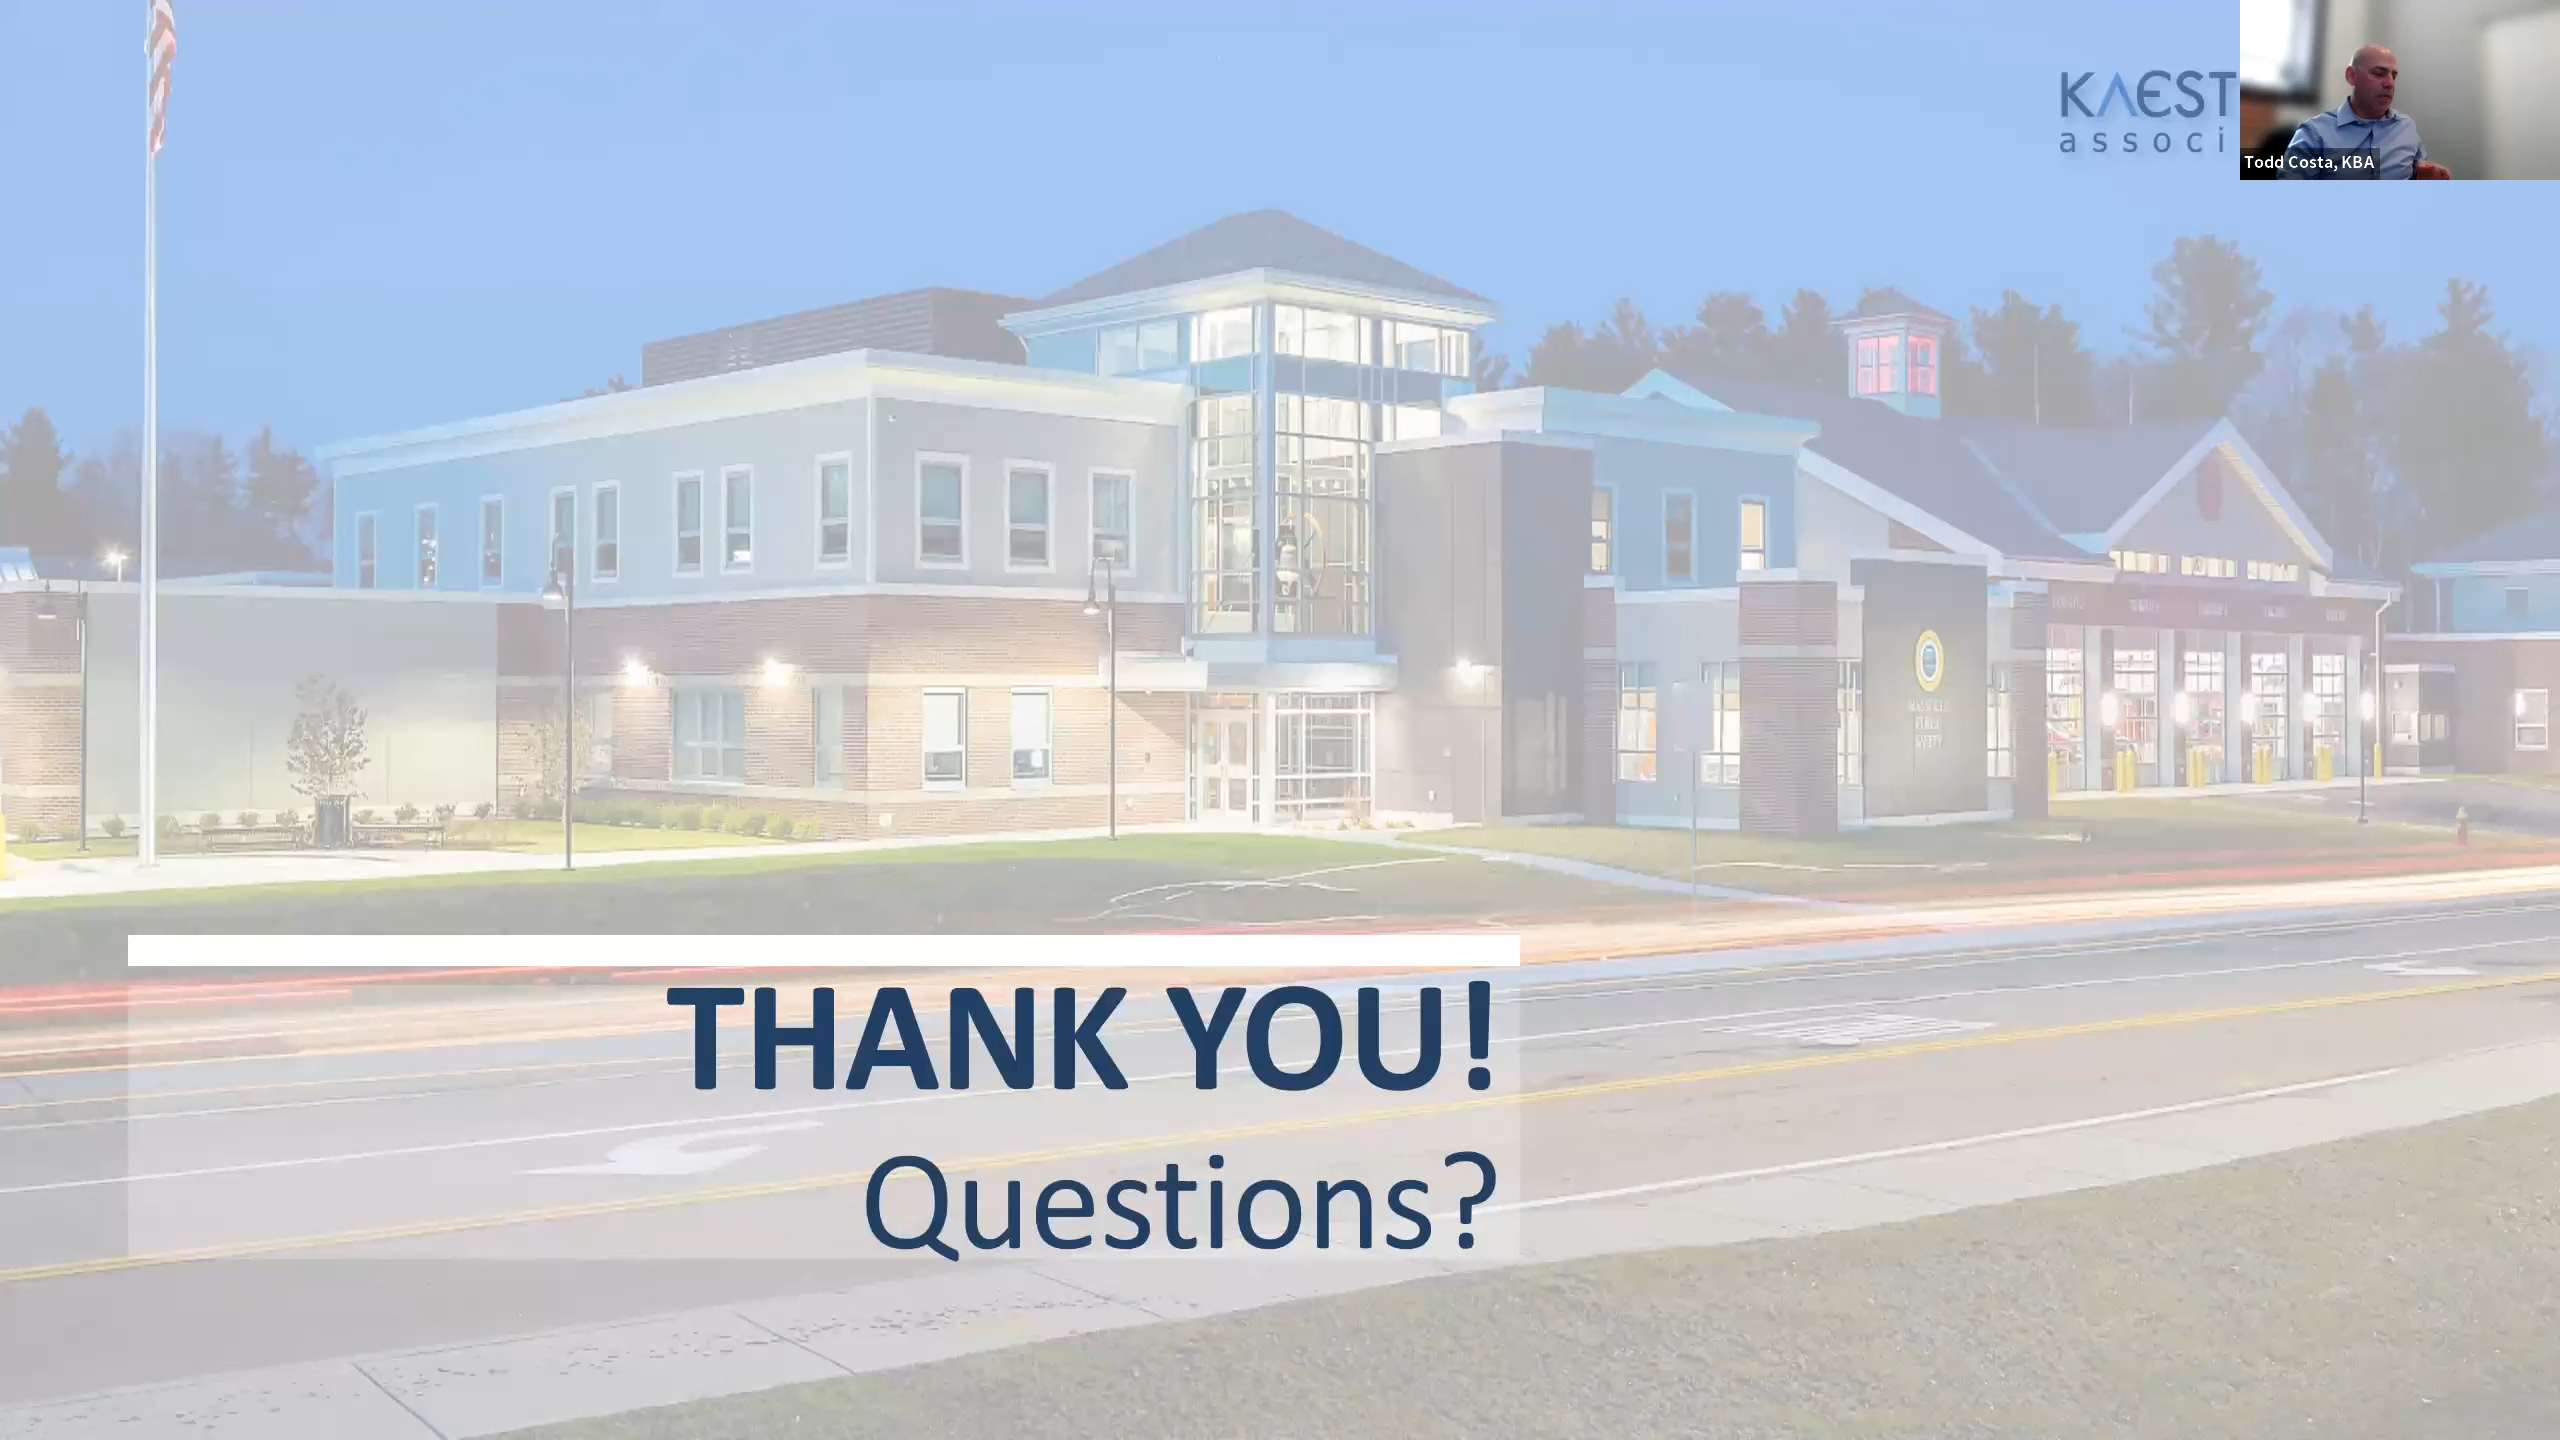 KAEST
associ
Todd Costa, KBA
THANK YOU!
Questions?